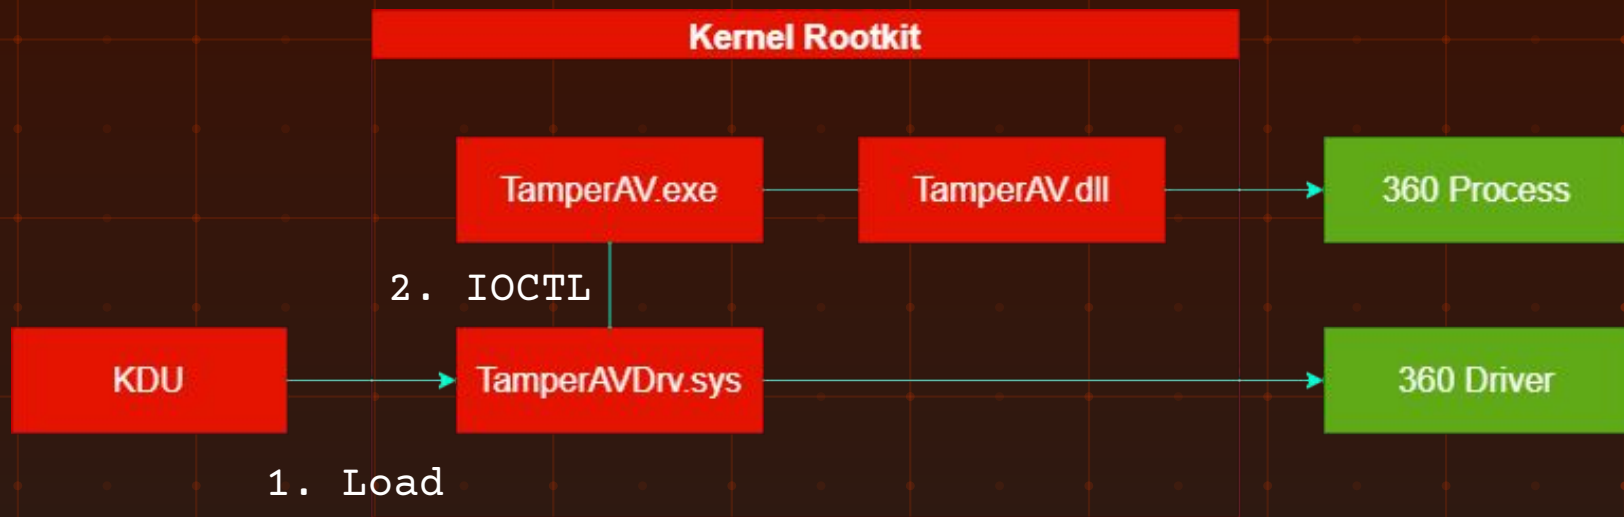 Kernel Rootkit
TamperAV.exe
TamperAV.dll
360 Process
2. IOCTL
KDU
TamperAVDrv.sys
360 Driver
1. Load